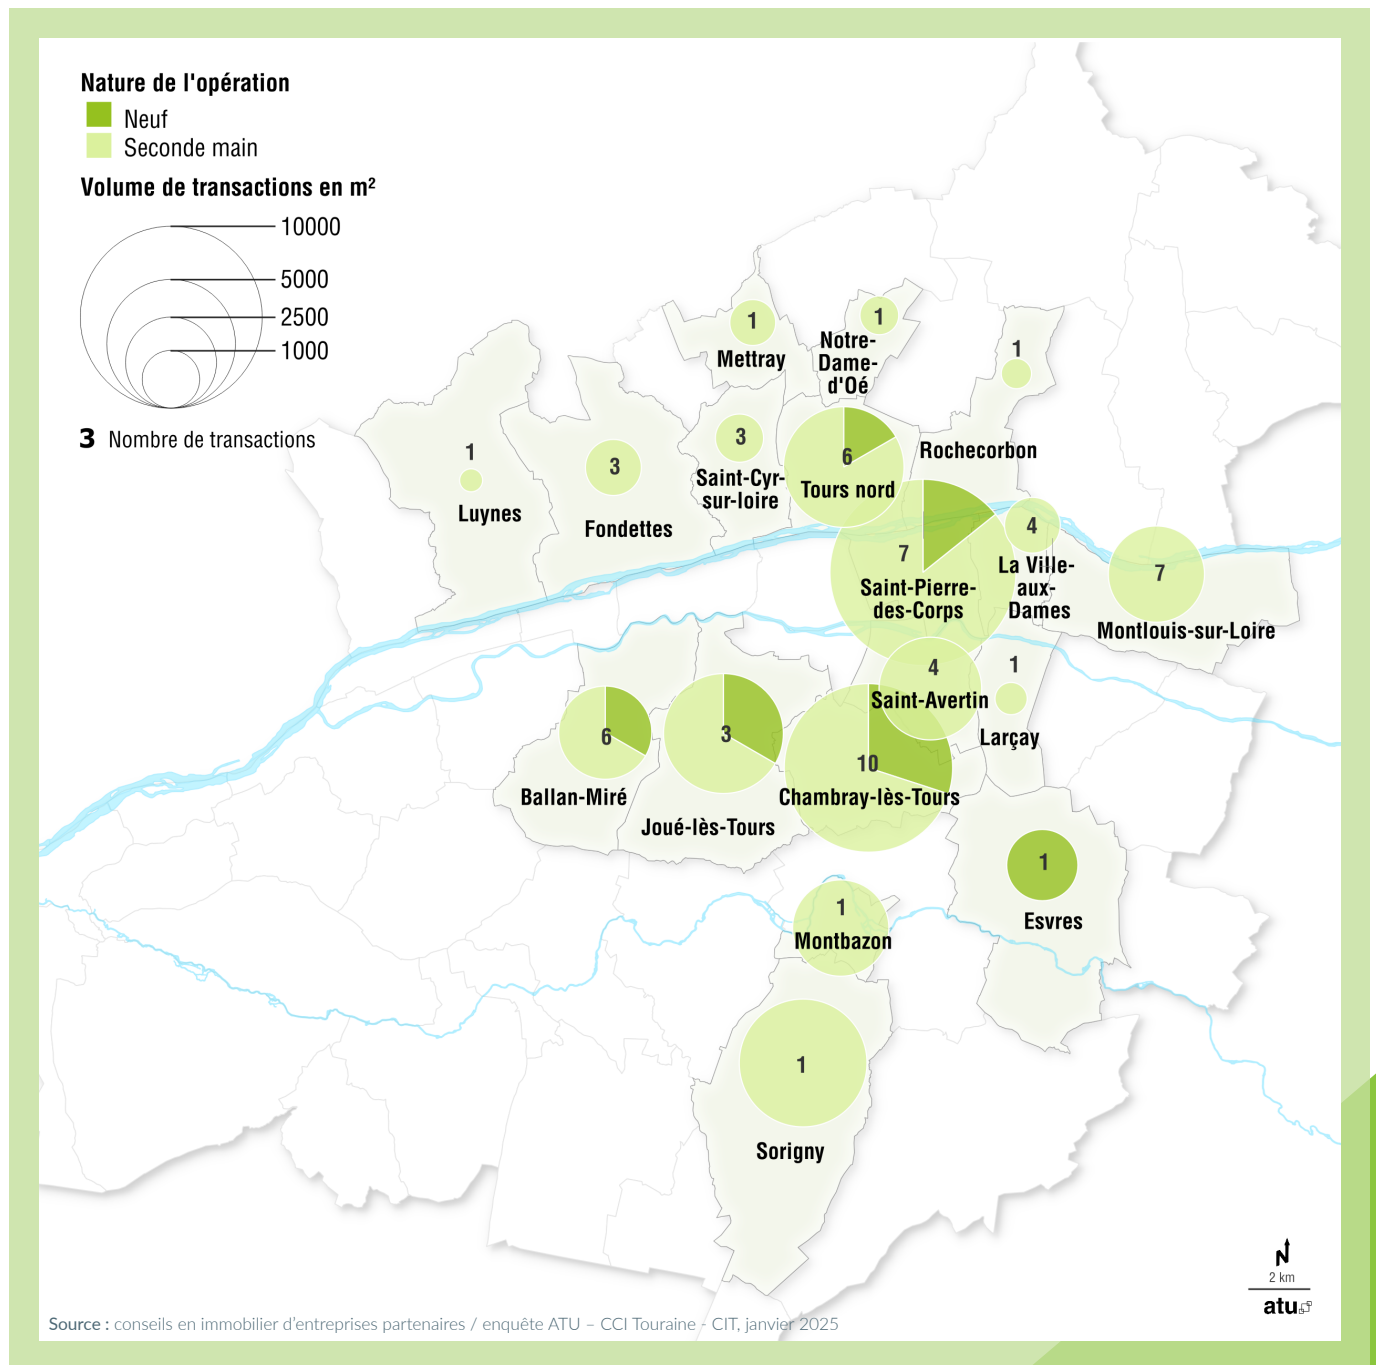 Nature de l'opération
Neuf
Seconde main
Volume de transactions en m²
10000
5000
2500
1000
3 Nombre de transactions
1
Mettray
1
Notre-
Dame-
d'Oé
1
Rochecorbon
1
Luynes
3
Fondettes
3
Saint-Cyr-
sur-loire
6
Tours nord
7
Saint-Pierre-
des-Corps
4
La Ville-
aux-
Dames
7
Montlouis-sur-Loire
4
Saint-Avertin
1
Larçay
6
Ballan-Miré
3
Joué-lès-Tours
10
Chambray-lès-Tours
1
Esvres
1
Montbazon
1
Sorigny
N
2 km
atu
Source : conseils en immobilier d'entreprises partenaires / enquête ATU – CCI Touraine - CIT, janvier 2025